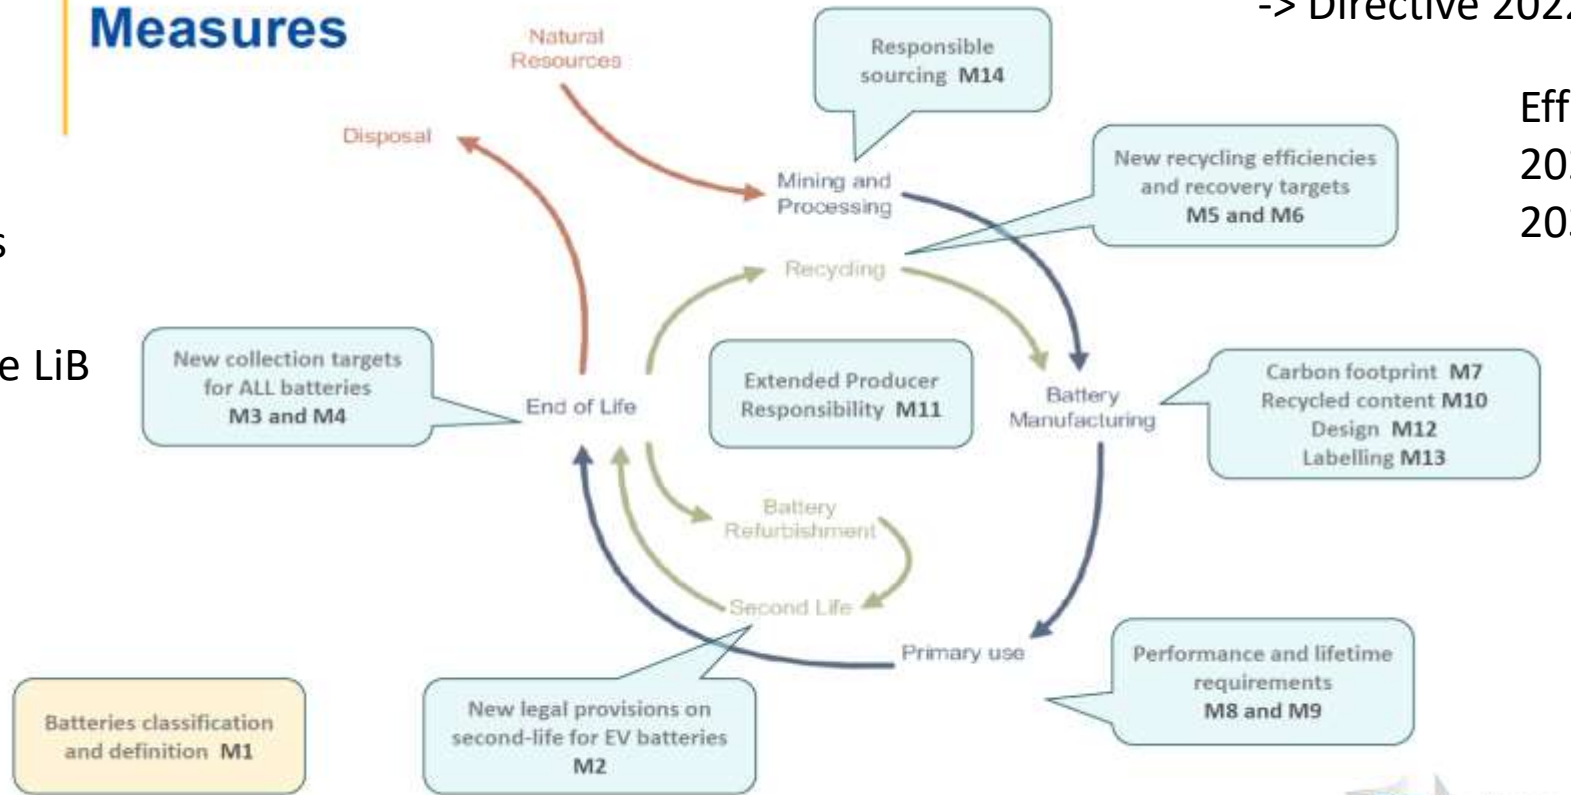 Measures
-> Directive 2022
Natural
Resources
Responsible
sourcing M14
Disposal
Eff
New recycling efficiencies
and recovery targets
M5 and M6
Mining and
Processing
s
Recycling
e LiB
New collection targets
for ALL batteries
M3 and M4
End of Life
Extended Producer
Responsibility M11
Battery
Manufacturing
Carbon footprint M7
Recycled content M10
Design M12
Labelling M13
Battery
Refurbishment
Second Life
Primary use
Performance and lifetime
requirements
M8 and M9
Batteries classification
and definition M1
New legal provisions on
second-life for EV batteries
M2